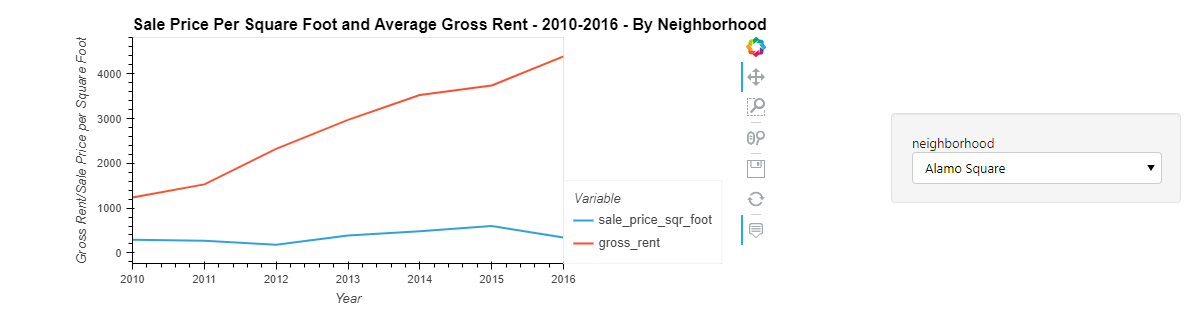 Sale Price Per Square Foot and Average Gross Rent - 2010-2016 - By Neighborhood
Gross Rent/Sale Price per Square Foot
4000
3000
2000
1000
0
2010 2011 2012 2013 2014 2015 2016
Year
Variable
sale_price_sqr_foot
gross_rent
neighborhood
Alamo Square